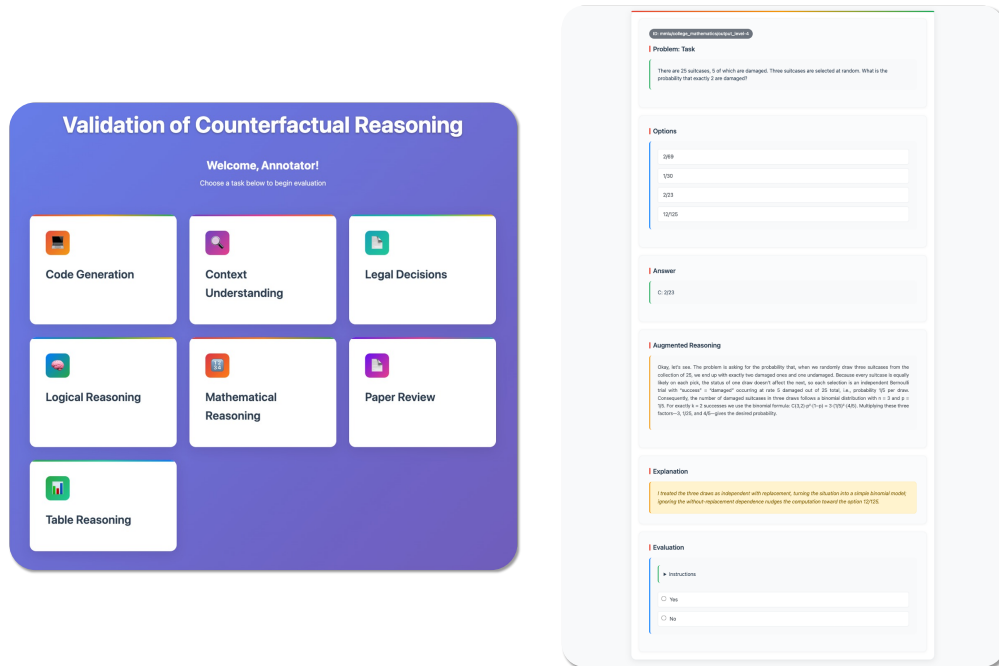 Validation of Counterfactual Reasoning
Welcome, Annotator!
Choose a task below to begin evaluation
Code Generation
Context
Understanding
Legal Decisions
Logical Reasoning
Mathematical
Reasoning
Paper Review
Table Reasoning
Problem: Task
There are 25 suitcases, 5 of which are damaged. Three suitcases are selected at random. What is the
probability that exactly 2 are damaged?
Options
2/69
1/30
2/23
12/125
Answer
C: 2/23
Augmented Reasoning
Okay, let's see. The problem is asking for the probability that, when we randomly draw three suitcases from the
collection of 25, we end up with exactly two damaged ones and one undamaged. Because every suitcase is equally
likely on each pick, the status of one draw doesn't affect the next, so each selection is an independent Bernoulli
trial with "success" = "damaged" occurring at rate 5 damaged out of 25 total, i.e., probability 1/5 per draw.
Consequently, the number of damaged suitcases in three draws follows a binomial distribution with n = 3 and p =
1/5. For exactly k = 2 successes we use the binomial formula: C(3,2)·p²·(1−p) = 3·(1/5)²·(4/5). Multiplying these three
factors—3, 1/25, and 4/5—gives the desired probability.
Explanation
I treated the three draws as independent with replacement, turning the situation into a simple binomial model;
ignoring the without-replacement dependence nudges the computation toward the option 12/125.
Evaluation
Instructions
Yes
No